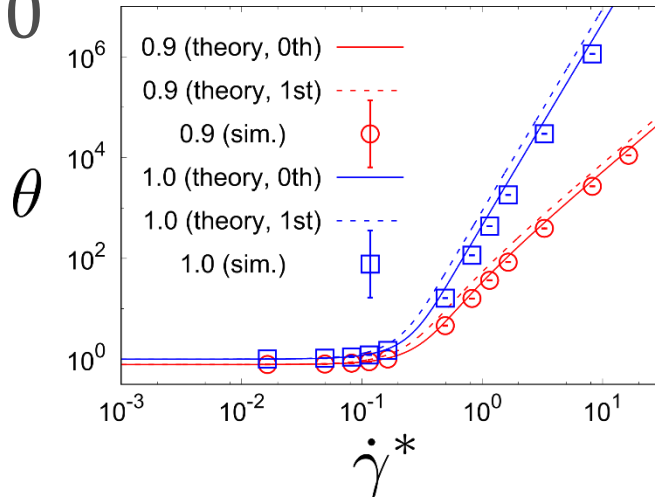 0
10^6
10^4
10^2
10^0
θ
0.9 (theory, 0th)
0.9 (theory, 1st)
0.9 (sim.)
1.0 (theory, 0th)
1.0 (theory, 1st)
1.0 (sim.)
10^-3 10^-2 10^-1 10^0 10^1
γ̇*